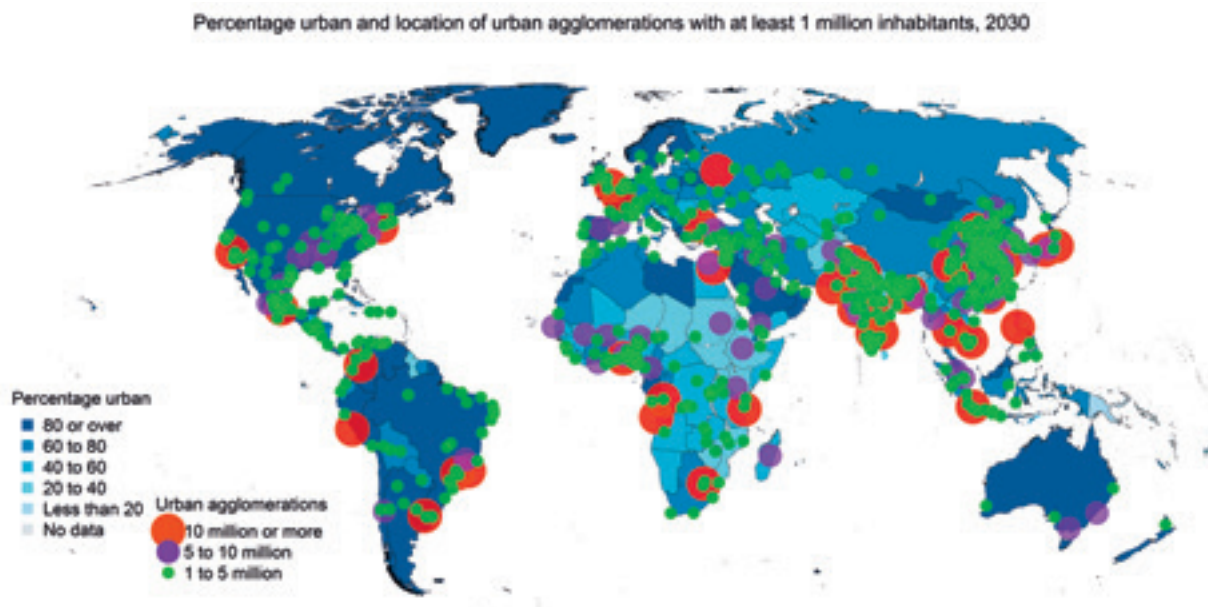 Percentage urban and location of urban agglomerations with at least 1 million inhabitants, 2030
Percentage urban
80 or over
60 to 80
40 to 60
20 to 40
Less than 20
No data
Urban agglomerations
10 million or more
5 to 10 million
1 to 5 million